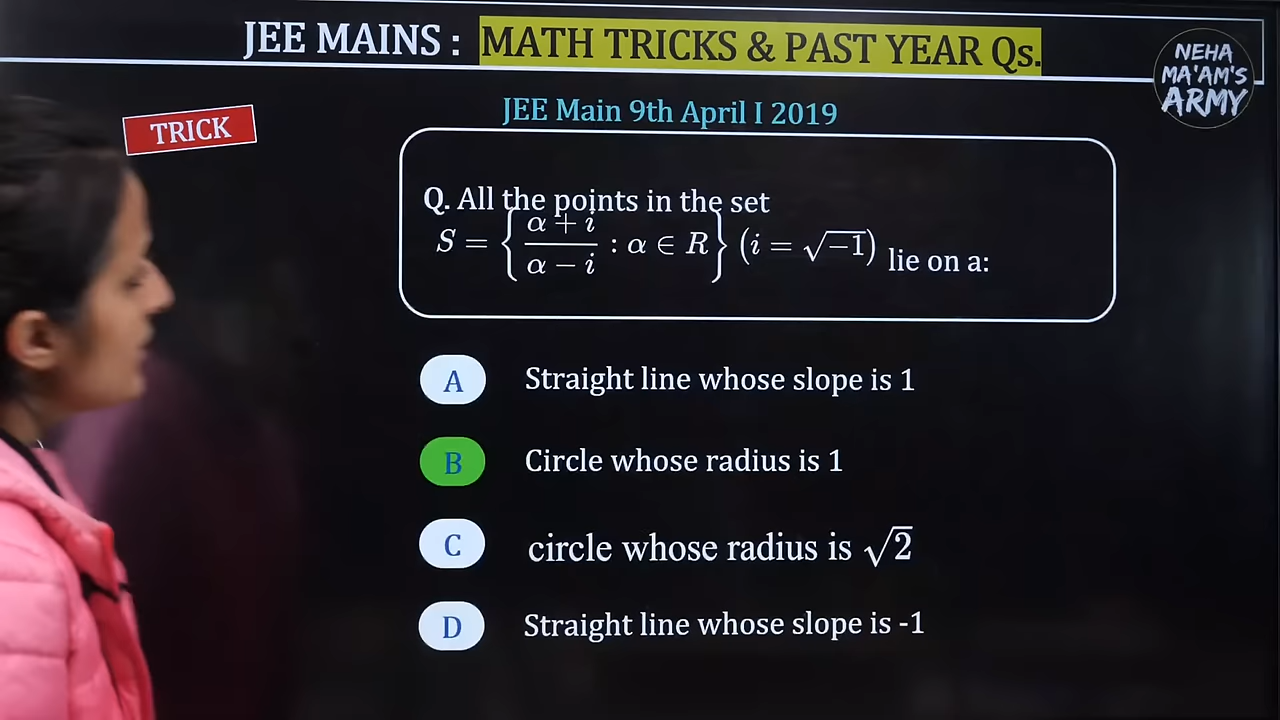 JEE MAINS : MATH TRICKS & PAST YEAR Qs.
NEHA
MA'AM'S
ARMY
TRICK
JEE Main 9th April I 2019
Q. All the points in the set
S = { (α + i)/(α − i) : α ∈ R } (i = √−1) lie on a:
A Straight line whose slope is 1
B Circle whose radius is 1
C circle whose radius is √2
D Straight line whose slope is -1